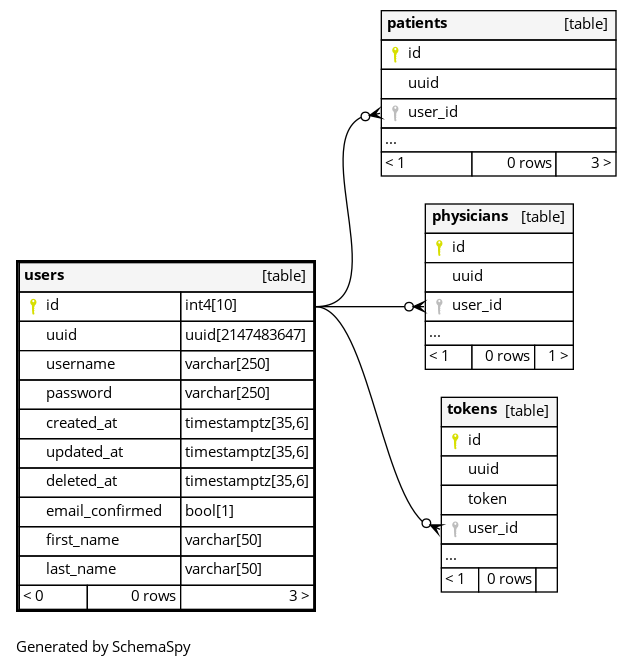 patients [table]
id
uuid
user_id
...
< 1 0 rows 3 >
physicians [table]
id
uuid
user_id
...
< 1 0 rows 1 >
users [table]
id int4[10]
uuid uuid[2147483647]
username varchar[250]
password varchar[250]
created_at timestamptz[35,6]
updated_at timestamptz[35,6]
deleted_at timestamptz[35,6]
email_confirmed bool[1]
first_name varchar[50]
last_name varchar[50]
< 0 0 rows 3 >
tokens [table]
id
uuid
token
user_id
...
< 1 0 rows
Generated by SchemaSpy